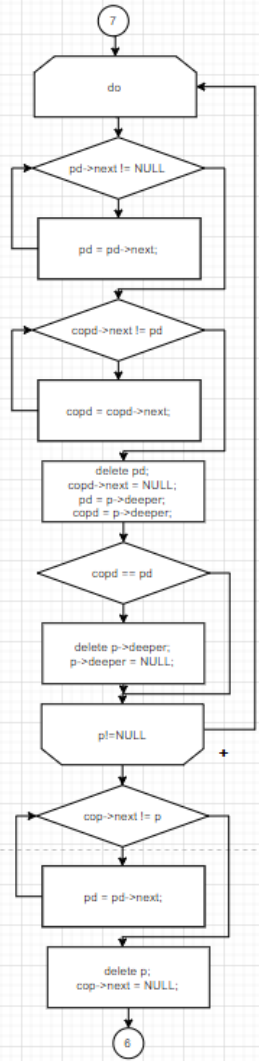 7
do
pd->next != NULL
pd = pd->next;
copd->next != pd
copd = copd->next;
delete pd;
copd->next = NULL;
pd = p->deeper;
copd = p->deeper;
copd == pd
delete p->deeper;
p->deeper = NULL;
p!=NULL
cop->next != p
pd = pd->next;
delete p;
cop->next = NULL;
6